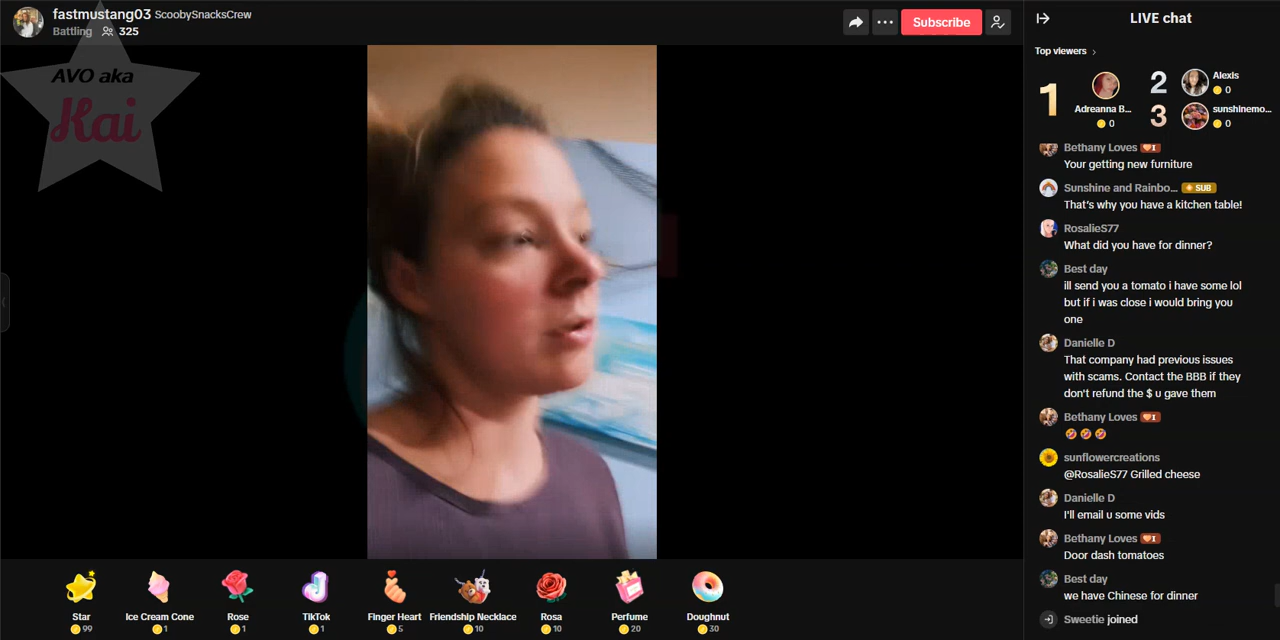 fastmustang03 ScoobySnacksCrew
Battling 325
Subscribe
AVO aka
Kai
LIVE chat
Top viewers
1
Adreanna B...
0
2
Alexis
0
3
sunshinemo...
0
Bethany Loves I
Your getting new furniture
Sunshine and Rainbo... SUB
That's why you have a kitchen table!
RosalieS77
What did you have for dinner?
Best day
ill send you a tomato i have some lol
but if i was close i would bring you
one
Danielle D
That company had previous issues
with scams. Contact the BBB if they
don't refund the $ u gave them
Bethany Loves I
🤣🤣🤣
sunflowercreations
@RosalieS77 Grilled cheese
Danielle D
I'll email u some vids
Bethany Loves I
Door dash tomatoes
Best day
we have Chinese for dinner
Sweetie joined
Star
99
Ice Cream Cone
1
Rose
1
TikTok
1
Finger Heart
5
Friendship Necklace
10
Rosa
10
Perfume
20
Doughnut
30